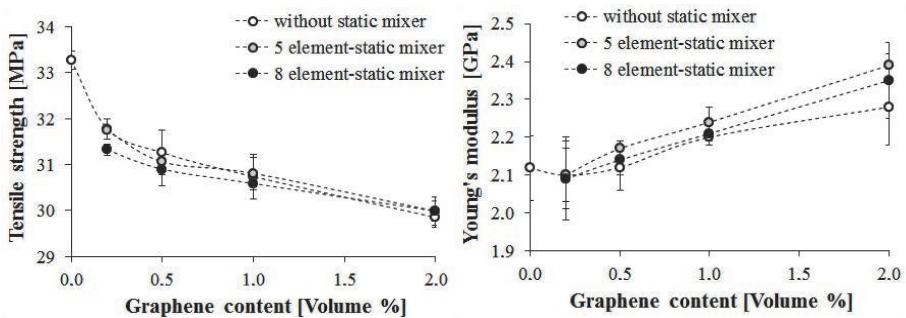 Tensile strength [MPa]
34
33
32
31
30
29
without static mixer
5 element-static mixer
8 element-static mixer
0.0 0.5 1.0 1.5 2.0
Graphene content [Volume %]
Young's modulus [GPa]
2.5
2.4
2.3
2.2
2.1
2.0
1.9
without static mixer
5 element-static mixer
8 element-static mixer
0.0 0.5 1.0 1.5 2.0
Graphene content [Volume %]